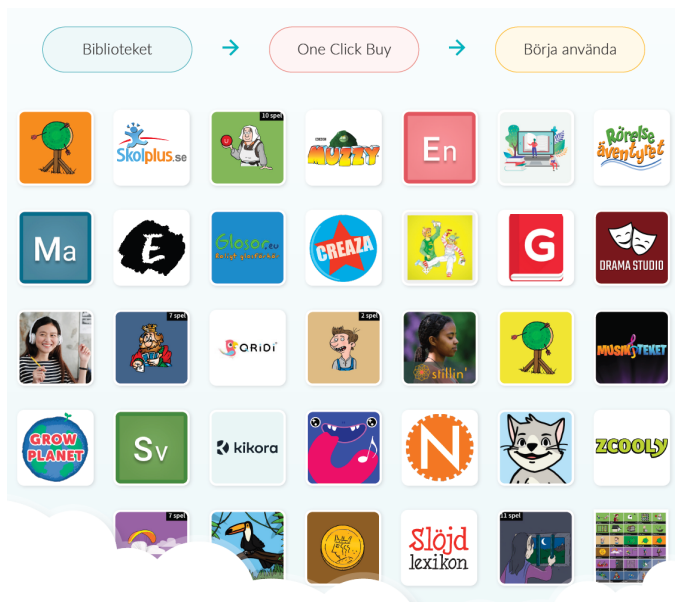 Biblioteket
One Click Buy
Börja använda
Skolplus.se
10 spel
MUZZY
En
Rörelse
äventyret
Ma
E
Glosor.eu
CREAZA
G
DRAMA STUDIO
7 spel
QRiDi
2 spel
stillin'
MUSIKTEKET
GROW
PLANET
Sv
kikora
N
ZCOOLY
7 spel
Slöjd
lexikon
11 spel